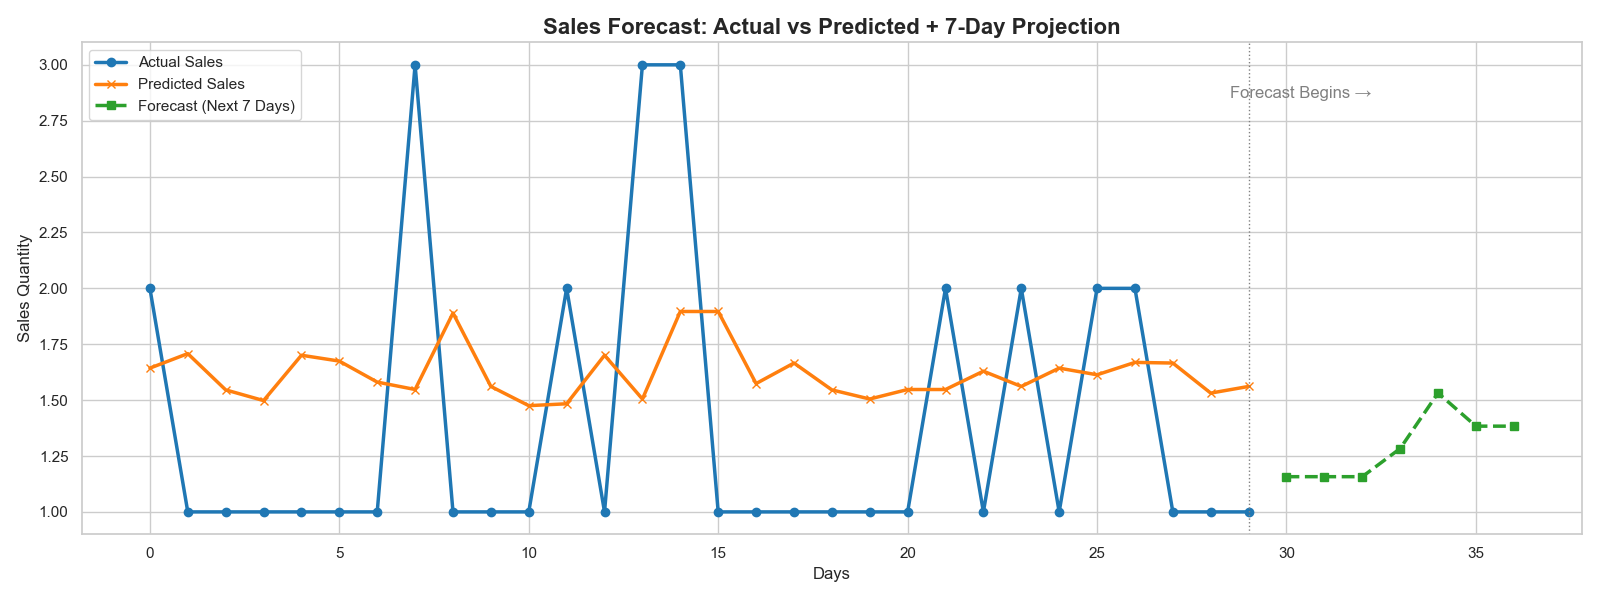 Sales Forecast: Actual vs Predicted + 7-Day Projection
Actual Sales
Predicted Sales
Forecast (Next 7 Days)
Forecast Begins →
Sales Quantity
3.00
2.75
2.50
2.25
2.00
1.75
1.50
1.25
1.00
0 5 10 15 20 25 30 35
Days